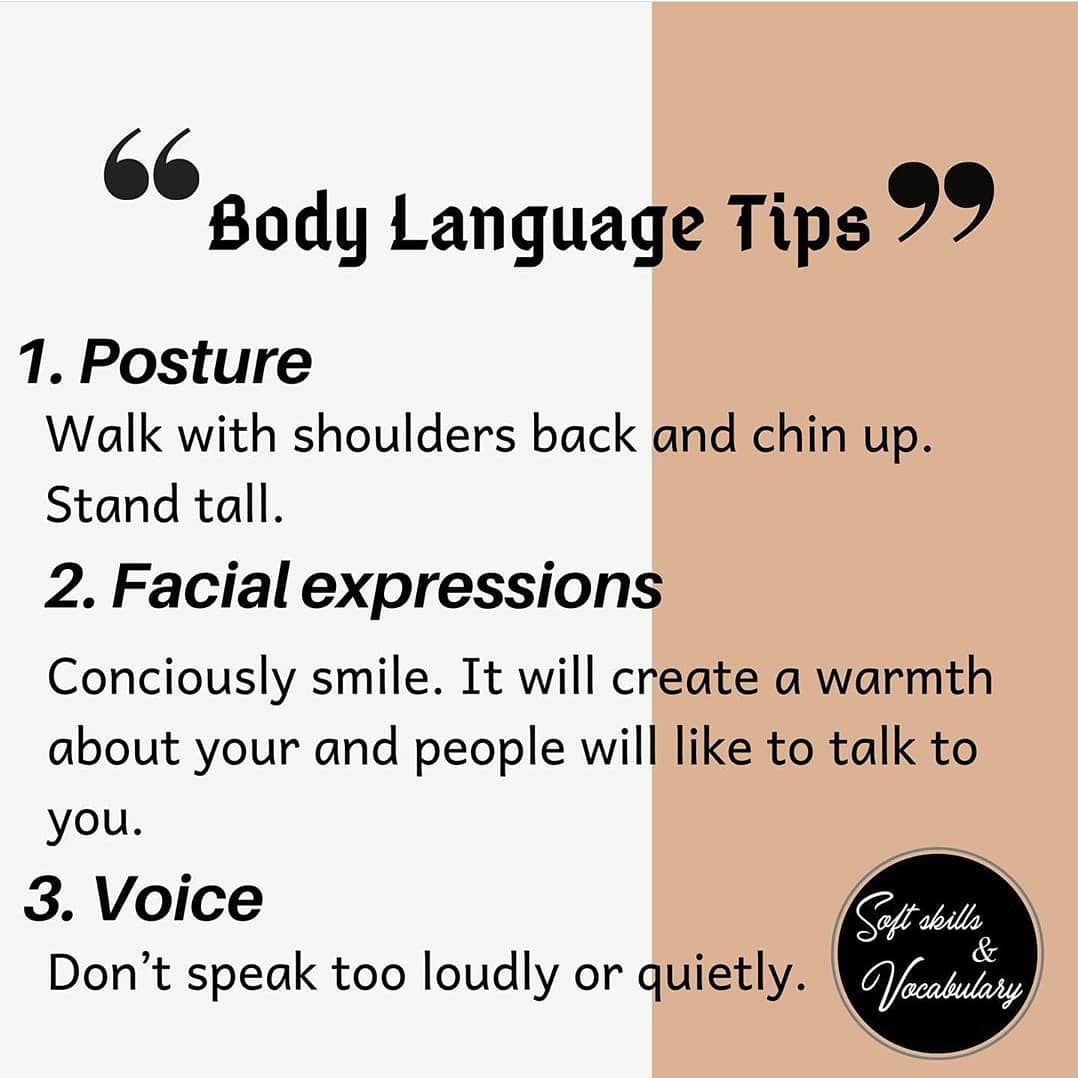 “Body Language Tips”
1. Posture
Walk with shoulders back and chin up.
Stand tall.
2. Facial expressions
Conciously smile. It will create a warmth
about your and people will like to talk to
you.
3. Voice
Don’t speak too loudly or quietly.
Soft skills
&
Vocabulary